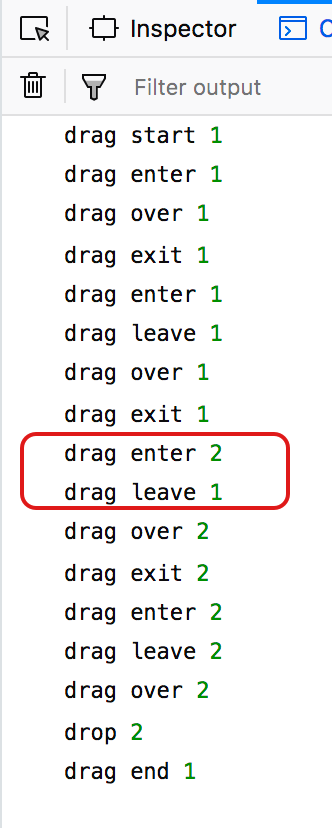 Inspector
Filter output
drag start 1
drag enter 1
drag over 1
drag exit 1
drag enter 1
drag leave 1
drag over 1
drag exit 1
drag enter 2
drag leave 1
drag over 2
drag exit 2
drag enter 2
drag leave 2
drag over 2
drop 2
drag end 1